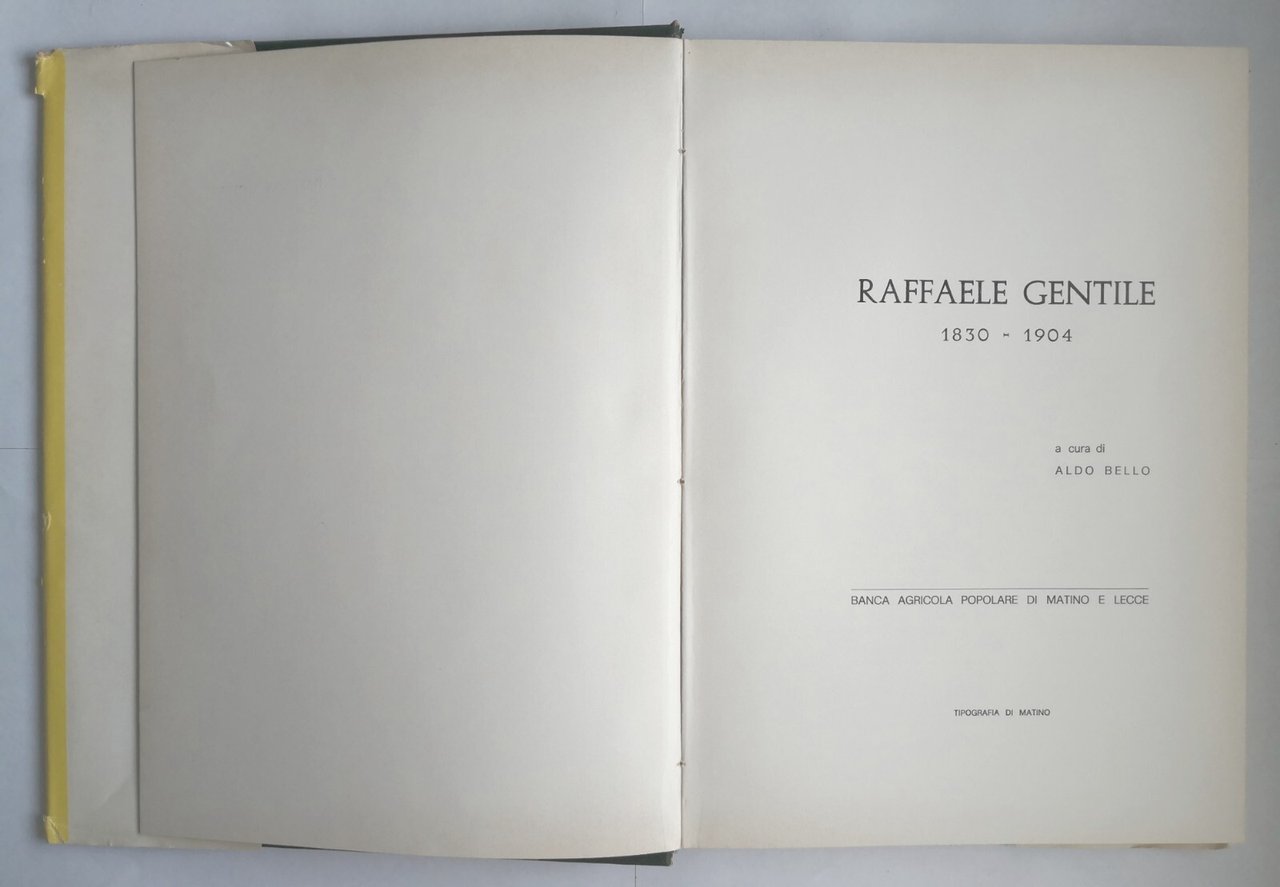 RAFFAELE GENTILE
1830 - 1904
a cura di
ALDO BELLO
BANCA AGRICOLA POPOLARE DI MATINO E LECCE
TIPOGRAFIA DI MATINO